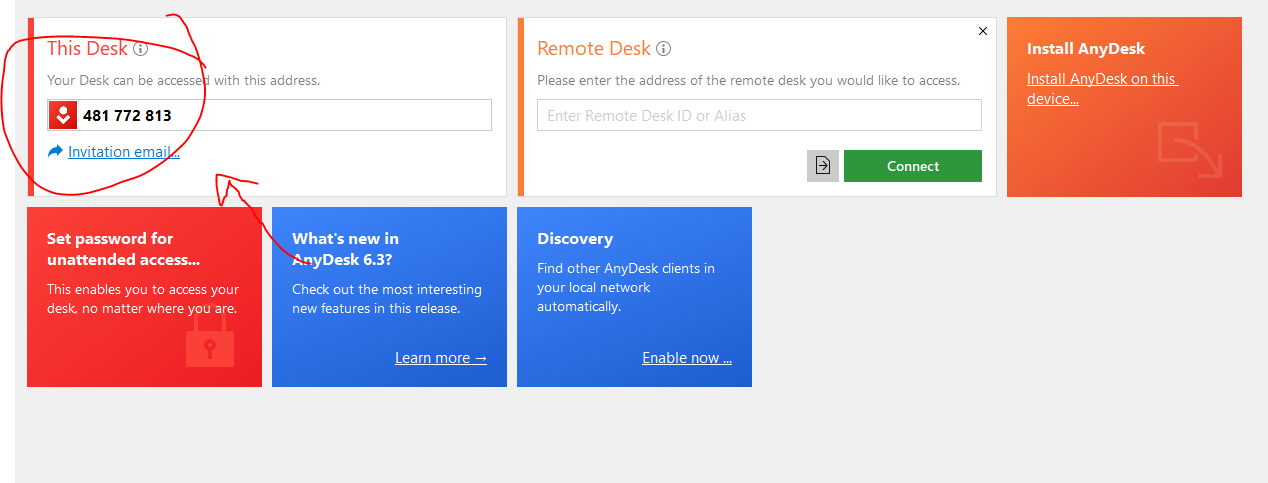 This Desk
Your Desk can be accessed with this address.
481 772 813
Invitation email...
Remote Desk
Please enter the address of the remote desk you would like to access.
Enter Remote Desk ID or Alias
Connect
Install AnyDesk
Install AnyDesk on this
device...
Set password for
unattended access...
This enables you to access your
desk, no matter where you are.
What's new in
AnyDesk 6.3?
Check out the most interesting
new features in this release.
Learn more →
Discovery
Find other AnyDesk clients in
your local network
automatically.
Enable now ...